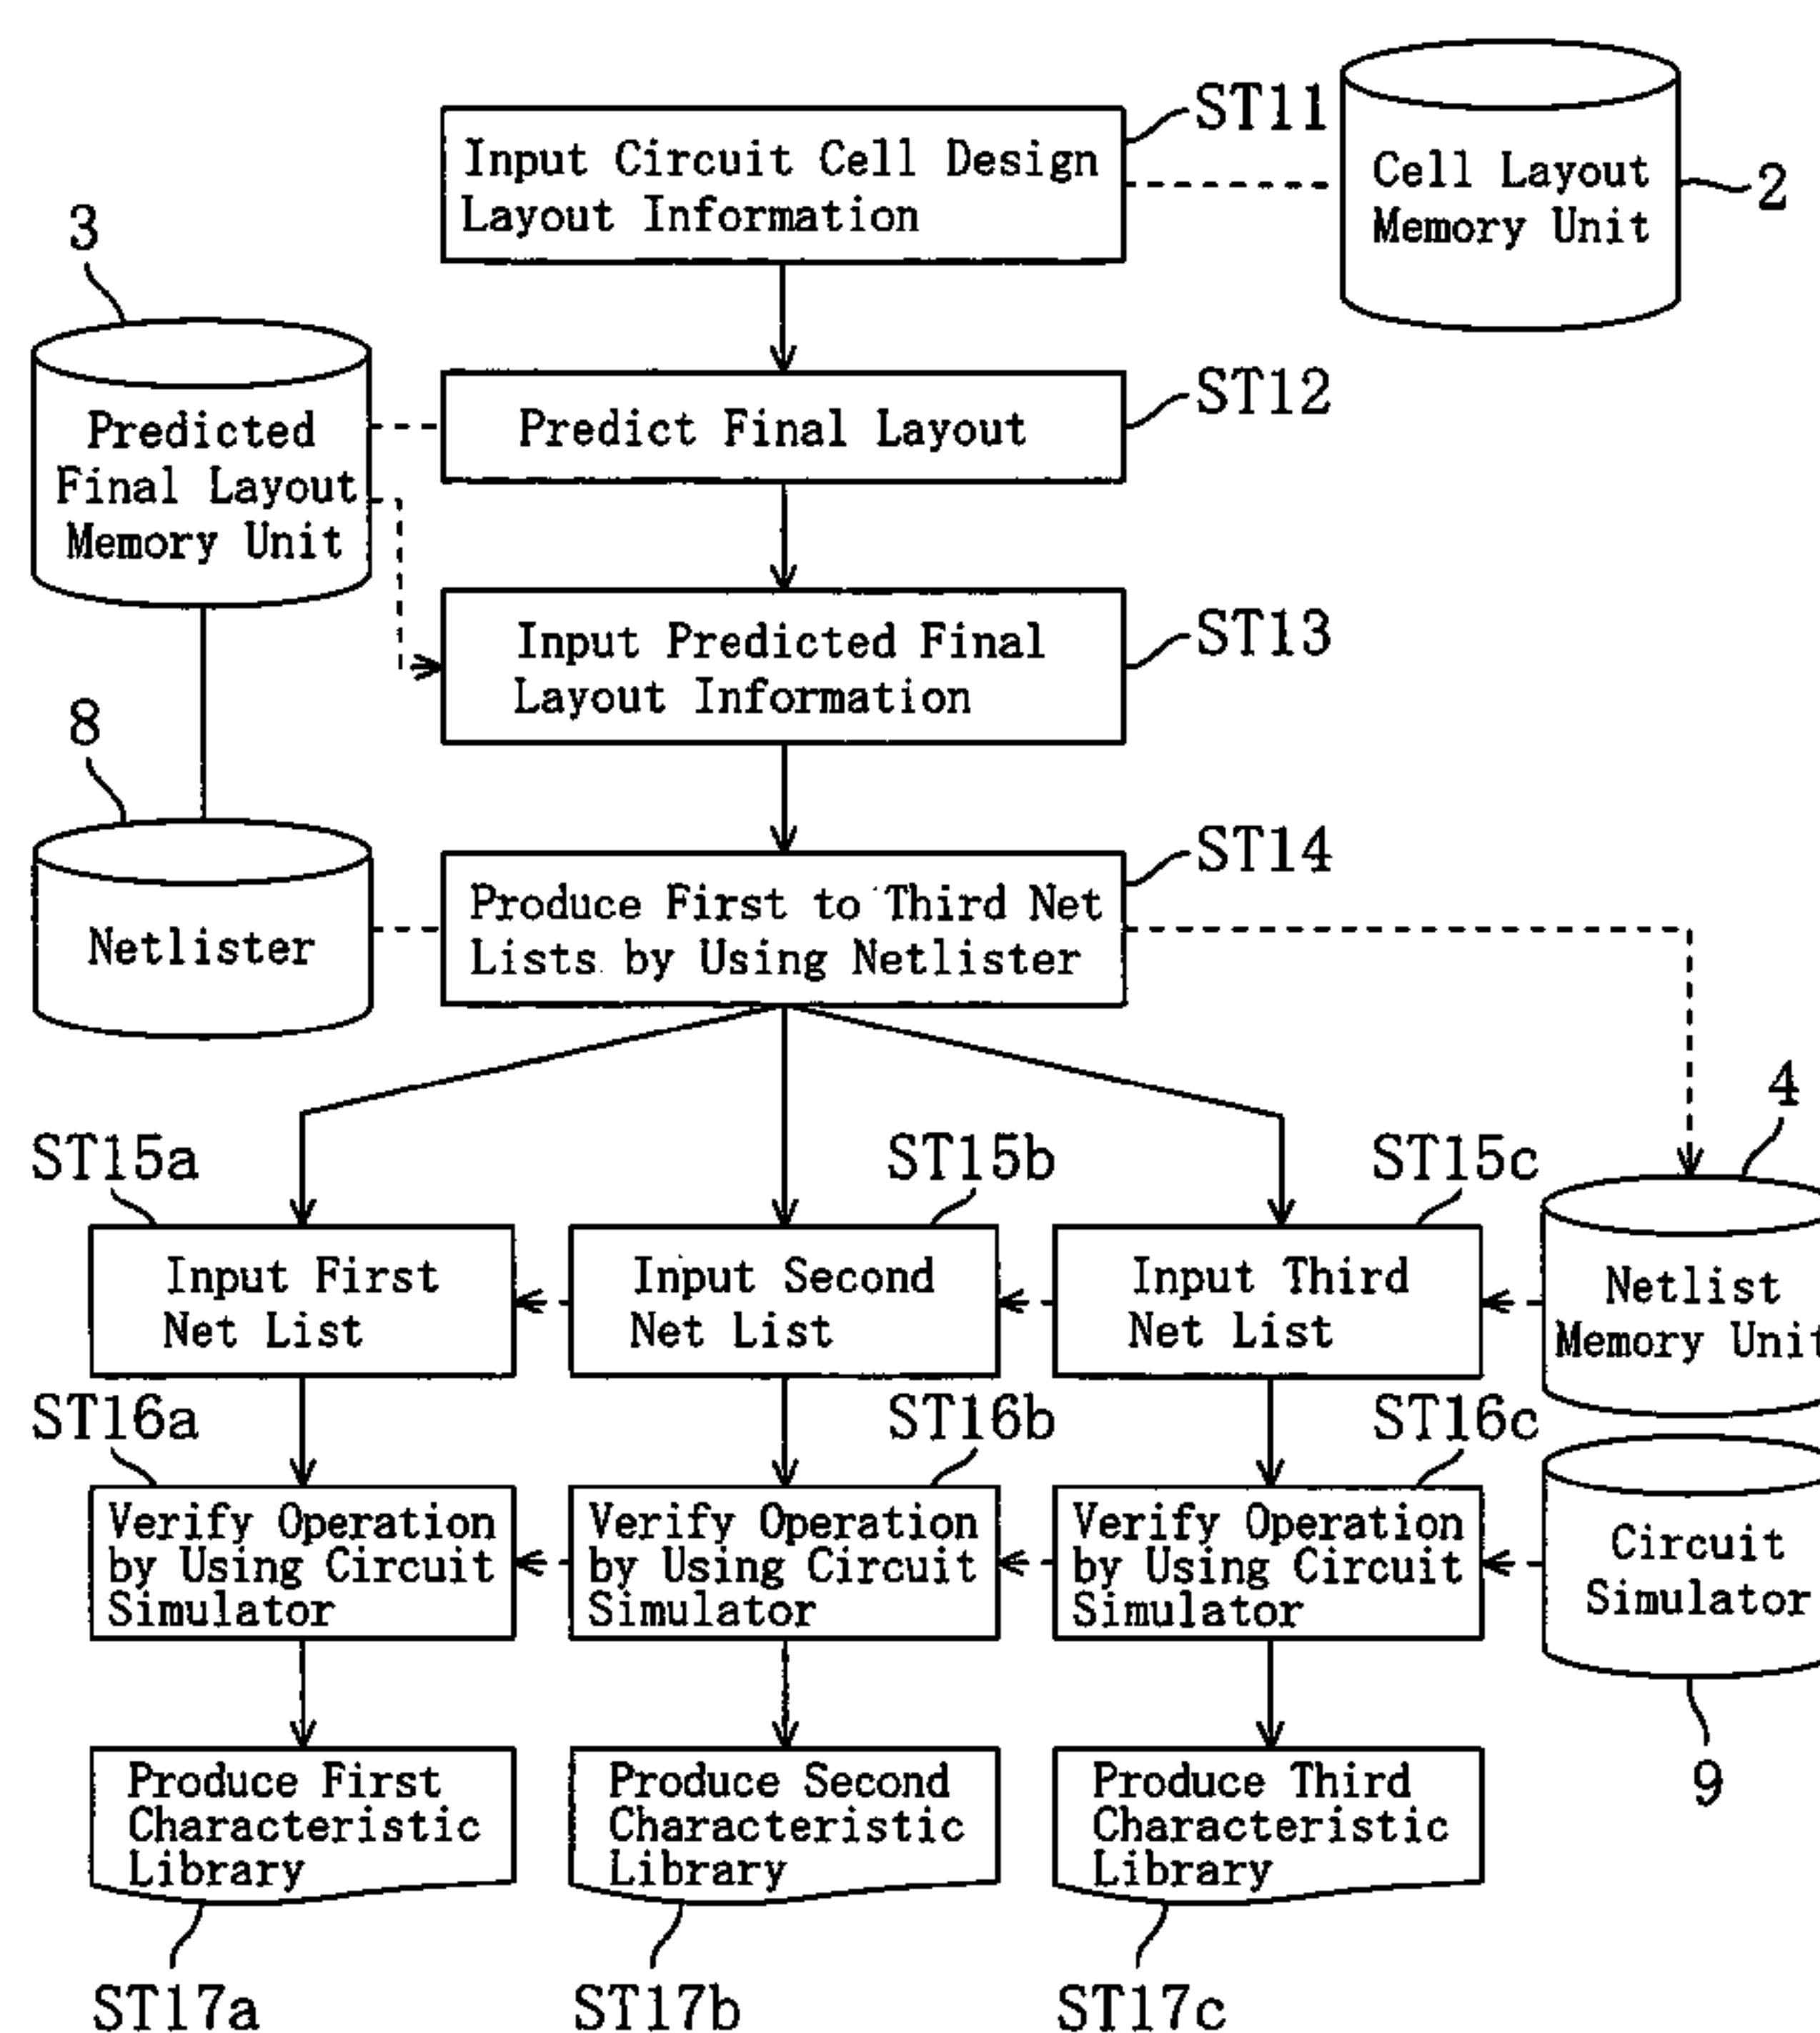 ST11
Input Circuit Cell Design
Layout Information
Cell Layout
Memory Unit
2
3
Predicted
Final Layout
Memory Unit
ST12
Predict Final Layout
ST13
Input Predicted Final
Layout Information
8
Netlister
ST14
Produce First to Third Net
Lists by Using Netlister
4
ST15a
ST15b
ST15c
Input First
Net List
Input Second
Net List
Input Third
Net List
Netlist
Memory Unit
ST16a
ST16b
ST16c
Verify Operation
by Using Circuit
Simulator
Verify Operation
by Using Circuit
Simulator
Verify Operation
by Using Circuit
Simulator
Circuit
Simulator
9
Produce First
Characteristic
Library
Produce Second
Characteristic
Library
Produce Third
Characteristic
Library
ST17a
ST17b
ST17c